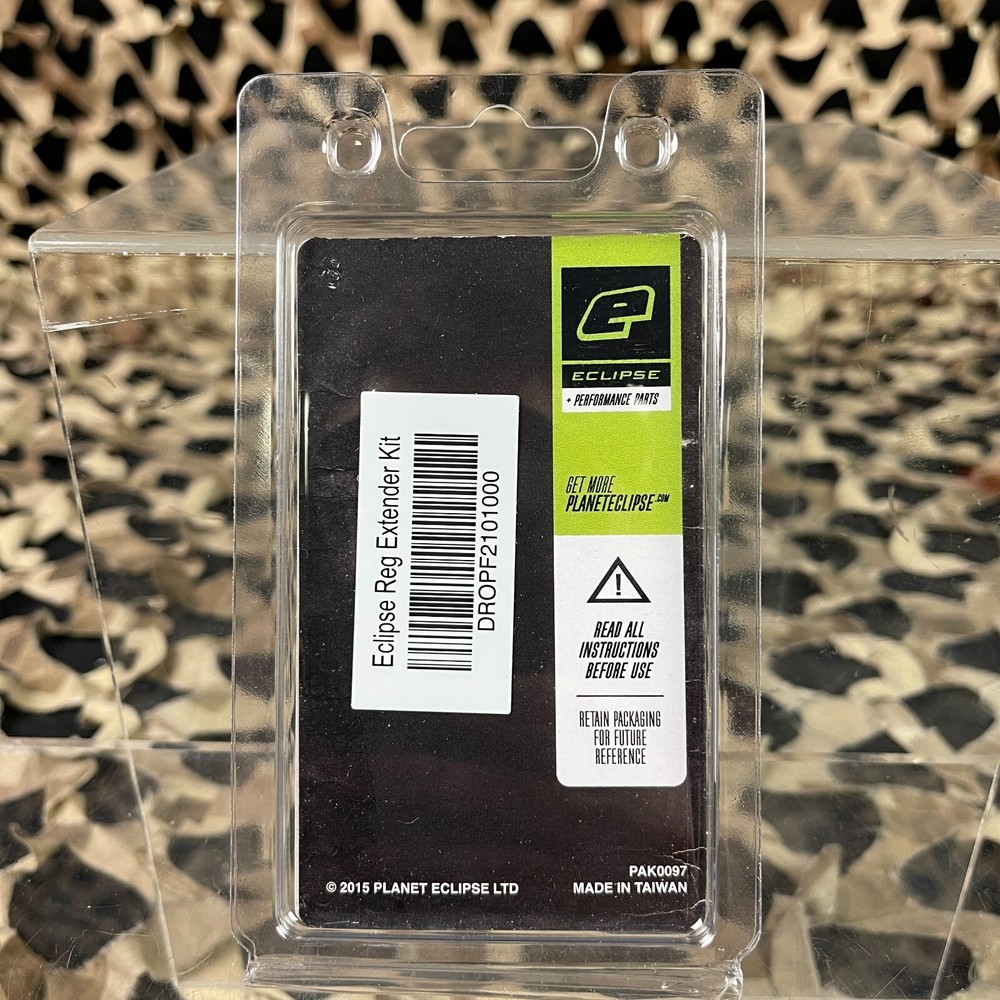 e
ECLIPSE
+ PERFORMANCE PARTS
GET MORE
PLANETECLIPSE.COM
READ ALL
INSTRUCTIONS
BEFORE USE
RETAIN PACKAGING
FOR FUTURE
REFERENCE
Eclipse Reg Extender Kit
DROPF2101000
© 2015 PLANET ECLIPSE LTD
PAK0097
MADE IN TAIWAN